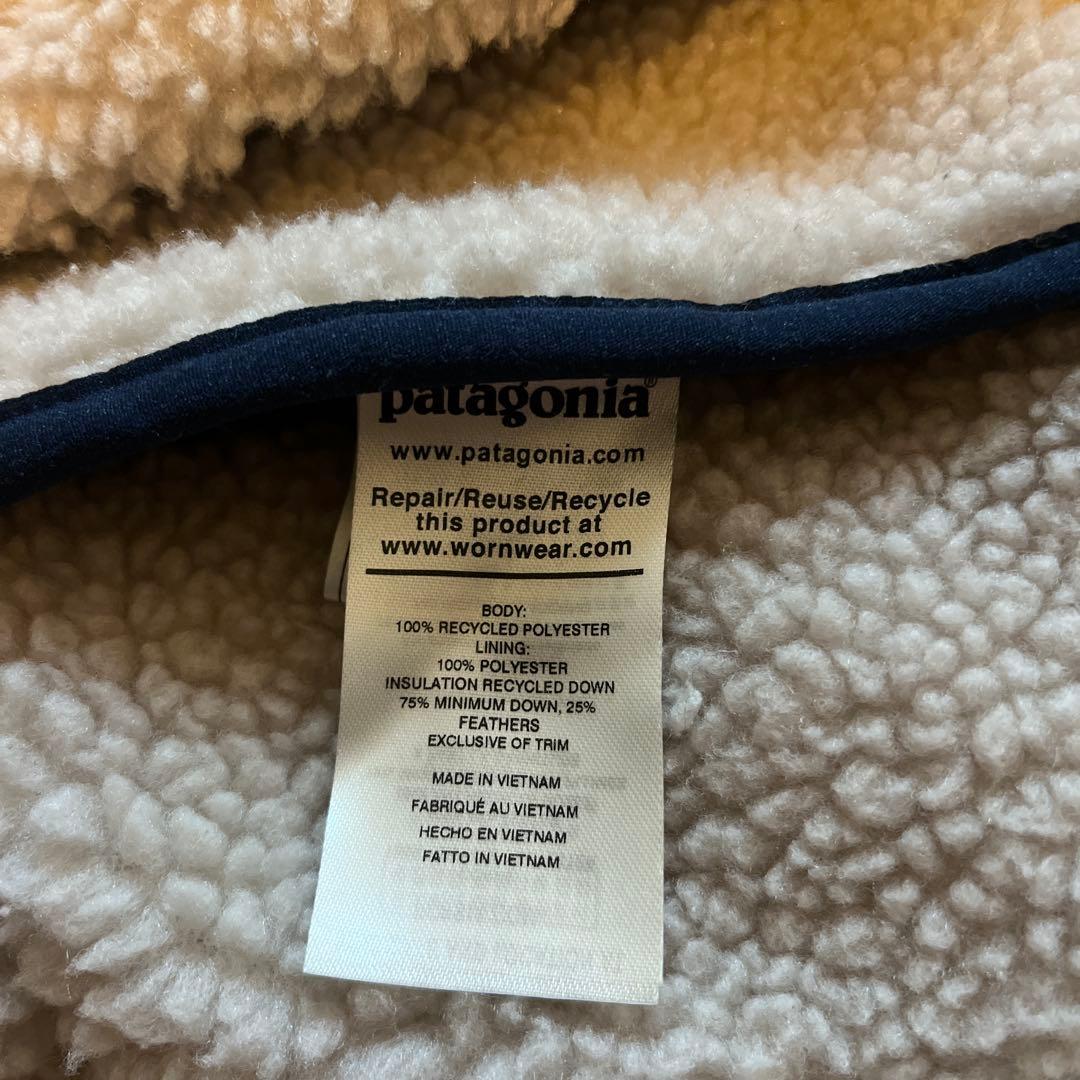 patagonia®
www.patagonia.com
Repair/Reuse/Recycle
this product at
www.wornwear.com
BODY:
100% RECYCLED POLYESTER
LINING:
100% POLYESTER
INSULATION RECYCLED DOWN
75% MINIMUM DOWN, 25%
FEATHERS
EXCLUSIVE OF TRIM
MADE IN VIETNAM
FABRIQUÉ AU VIETNAM
HECHO EN VIETNAM
FATTO IN VIETNAM